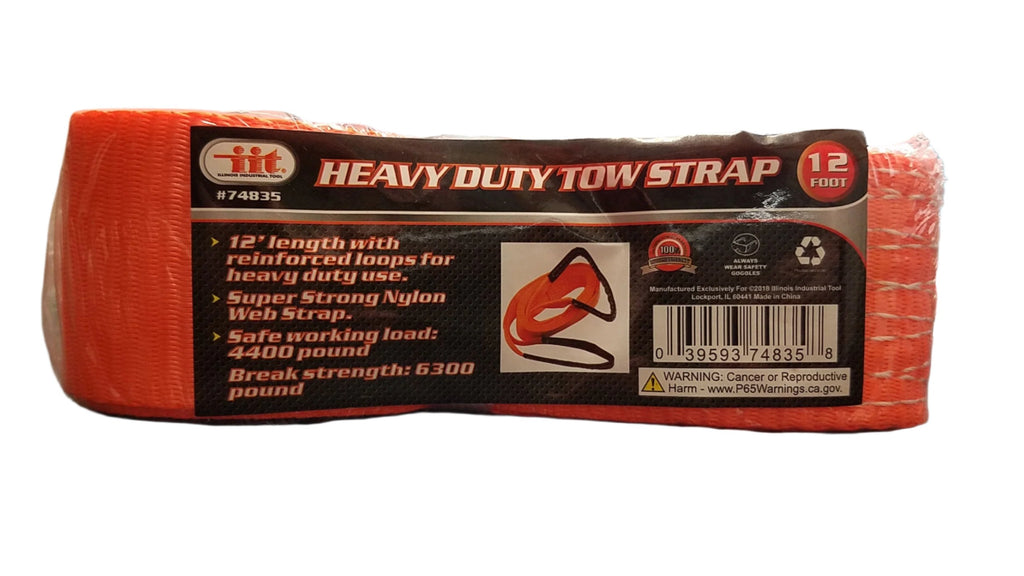 iit®
ILLINOIS INDUSTRIAL TOOL
#74835
HEAVY DUTY TOW STRAP
12
FOOT
12' length with
reinforced loops for
heavy duty use.
Super Strong Nylon
Web Strap.
Safe working load:
4400 pound
Break strength: 6300
pound
100%
ALWAYS
WEAR SAFETY
GOGGLES
Manufactured Exclusively For ©2018 Illinois Industrial Tool
Lockport, IL 60441 Made in China
0 39593 74835 8
WARNING: Cancer or Reproductive
Harm - www.P65Warnings.ca.gov.